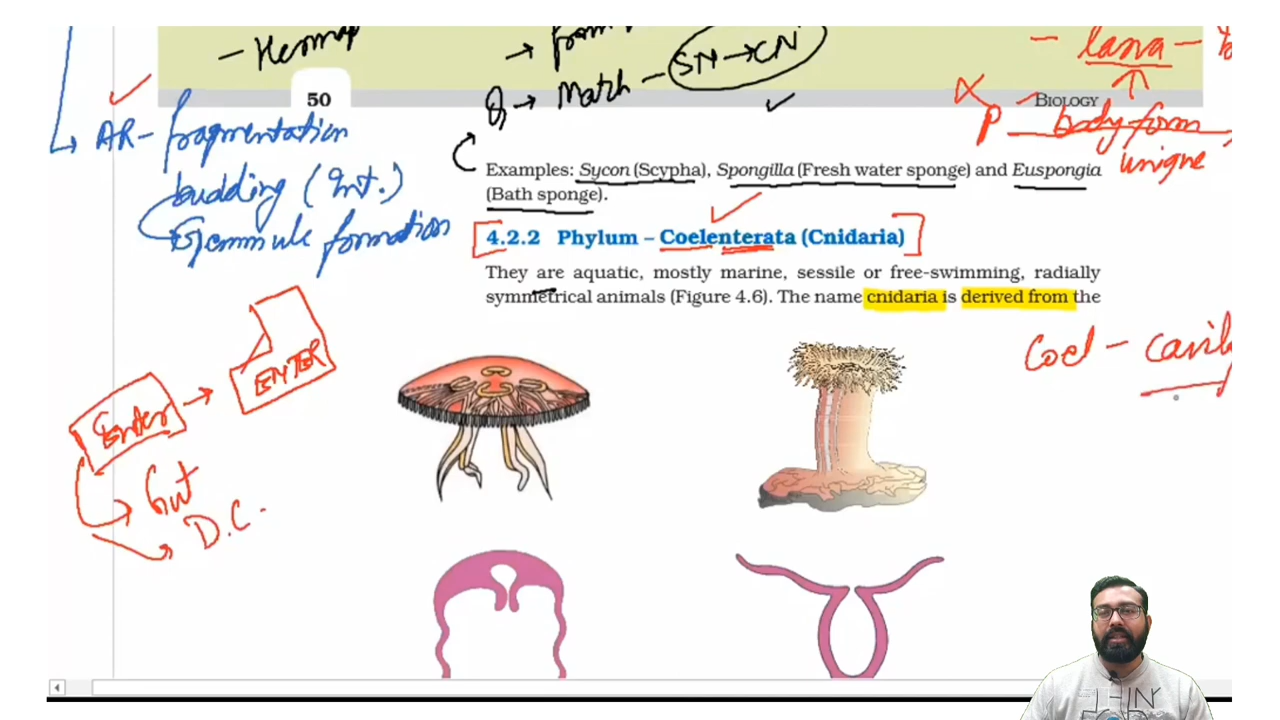 - Hermap
→ form
Q → Match - SN → CN
- larva -
50
BIOLOGY
P - body form
unique
AR - fragmentation
budding (Int.)
Gemmule formation
Examples: Sycon (Scypha), Spongilla (Fresh water sponge) and Euspongia
(Bath sponge).
4.2.2 Phylum – Coelenterata (Cnidaria)
They are aquatic, mostly marine, sessile or free-swimming, radially
symmetrical animals (Figure 4.6). The name cnidaria is derived from the
Coel - cavity
Enter → ENTER
Gut
D.C.
THIN